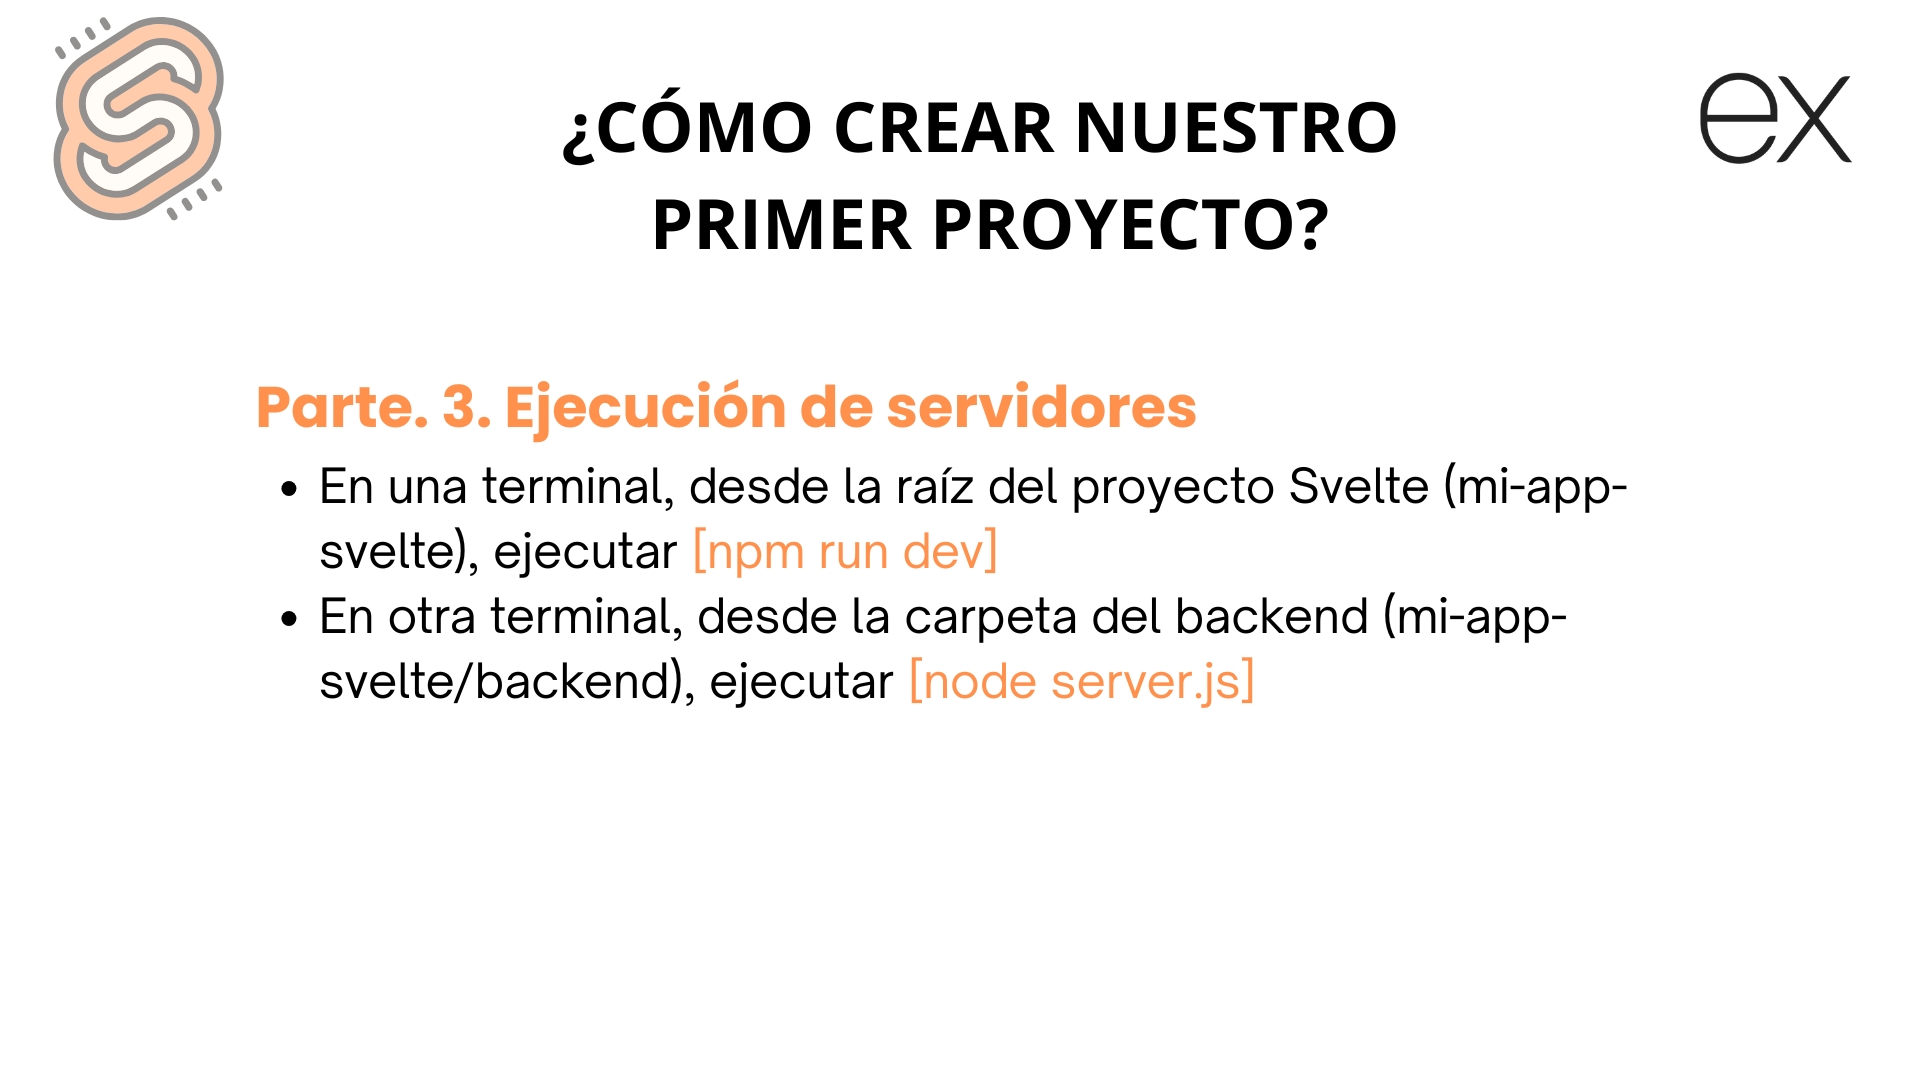 ex
¿CÓMO CREAR NUESTRO
PRIMER PROYECTO?
Parte. 3. Ejecución de servidores
• En una terminal, desde la raíz del proyecto Svelte (mi-app-
svelte), ejecutar [npm run dev]
• En otra terminal, desde la carpeta del backend (mi-app-
svelte/backend), ejecutar [node server.js]